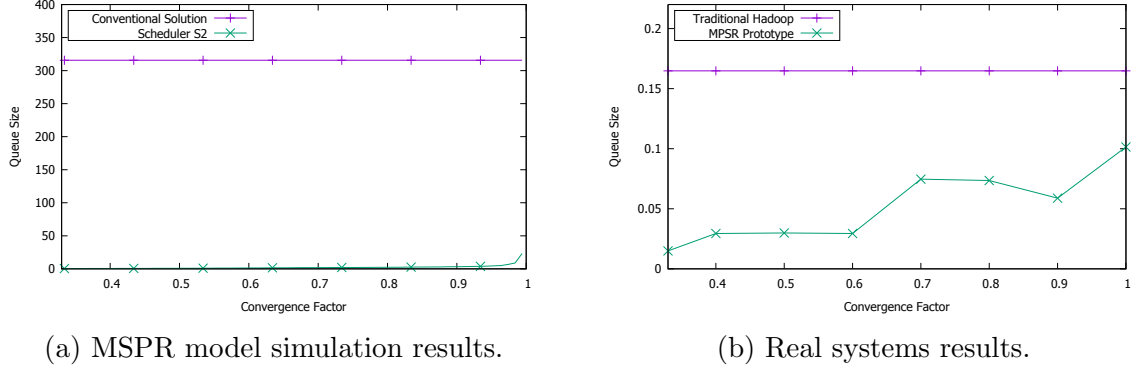 400
350
300
250
200
150
100
50
0
Queue Size
Conventional Solution
Scheduler S2
0.4 0.5 0.6 0.7 0.8 0.9 1
Convergence Factor
(a) MSPR model simulation results.
0.2
0.15
0.1
0.05
0
Queue Size
Traditional Hadoop
MPSR Prototype
0.4 0.5 0.6 0.7 0.8 0.9 1
Convergence Factor
(b) Real systems results.